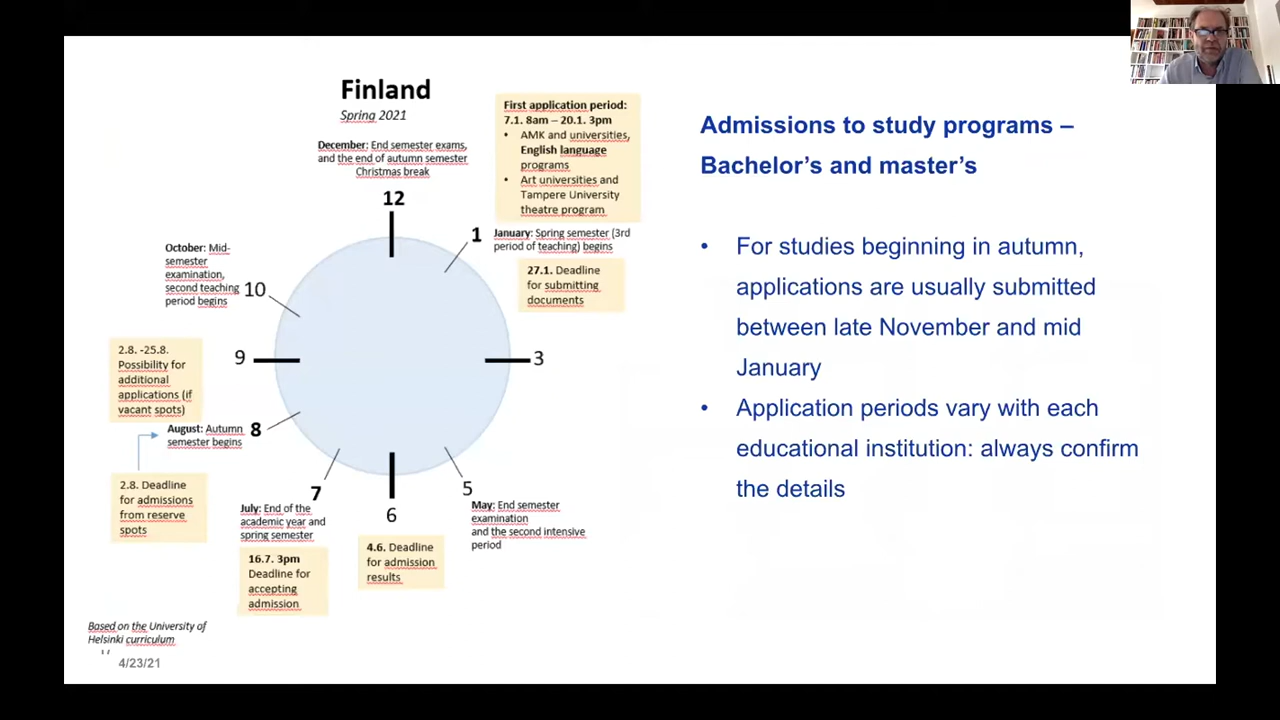 Finland
Spring 2021
December: End semester exams,
and the end of autumn semester
Christmas break
12
First application period:
7.1. 8am – 20.1. 3pm
• AMK and universities,
English language
programs
• Art universities and
Tampere University
theatre program
1
January: Spring semester (3rd
period of teaching) begins
27.1. Deadline
for submitting
documents
3
5
May: End semester
examination
and the second intensive
period
6
4.6. Deadline
for admission
results
7
July: End of the
academic year and
spring semester
16.7. 3pm
Deadline for
accepting
admission
8
August: Autumn
semester begins
2.8. Deadline
for admissions
from reserve
spots
2.8. -25.8.
Possibility for
additional
applications (if
vacant spots)
9
October: Mid-
semester
examination,
second teaching
period begins
10
Based on the University of
Helsinki curriculum
4/23/21
Admissions to study programs –
Bachelor’s and master’s
• For studies beginning in autumn,
applications are usually submitted
between late November and mid
January
• Application periods vary with each
educational institution: always confirm
the details